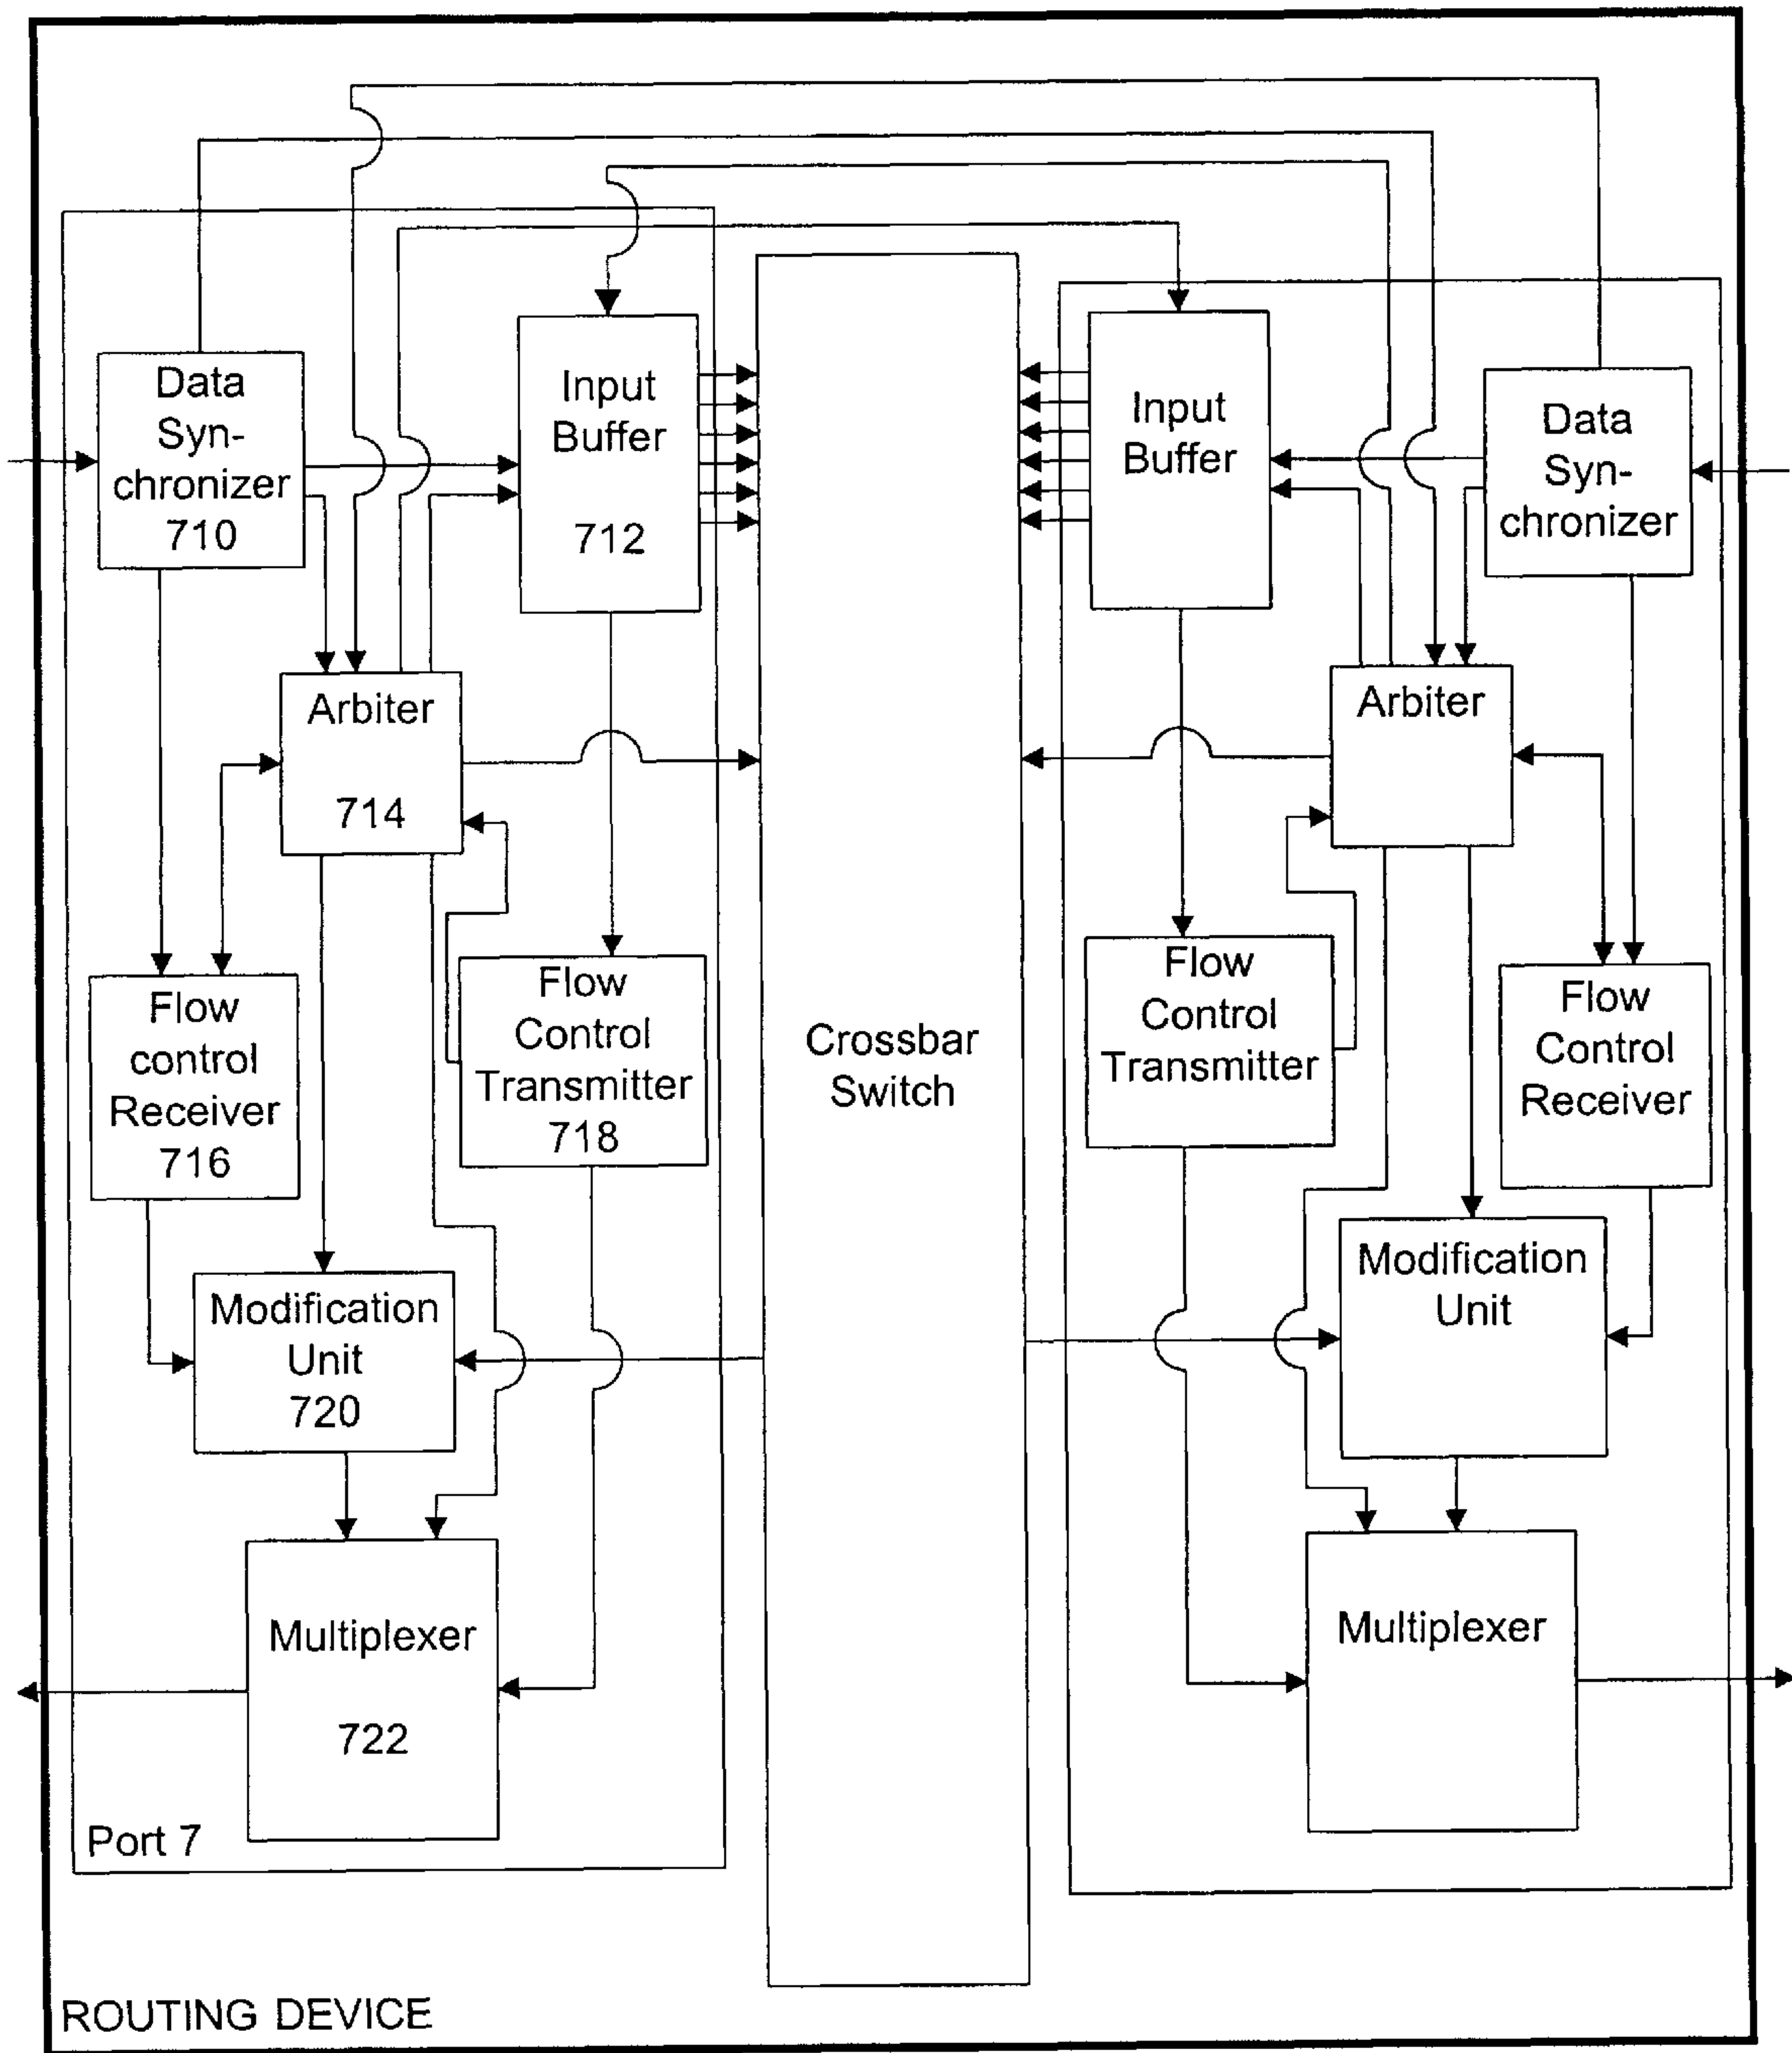 Data
Syn-
chronizer
710
Input
Buffer
712
Input
Buffer
Data
Syn-
chronizer
Arbiter
714
Arbiter
Flow
control
Receiver
716
Flow
Control
Transmitter
718
Crossbar
Switch
Flow
Control
Transmitter
Flow
Control
Receiver
Modification
Unit
720
Modification
Unit
Multiplexer
722
Multiplexer
Port 7
ROUTING DEVICE